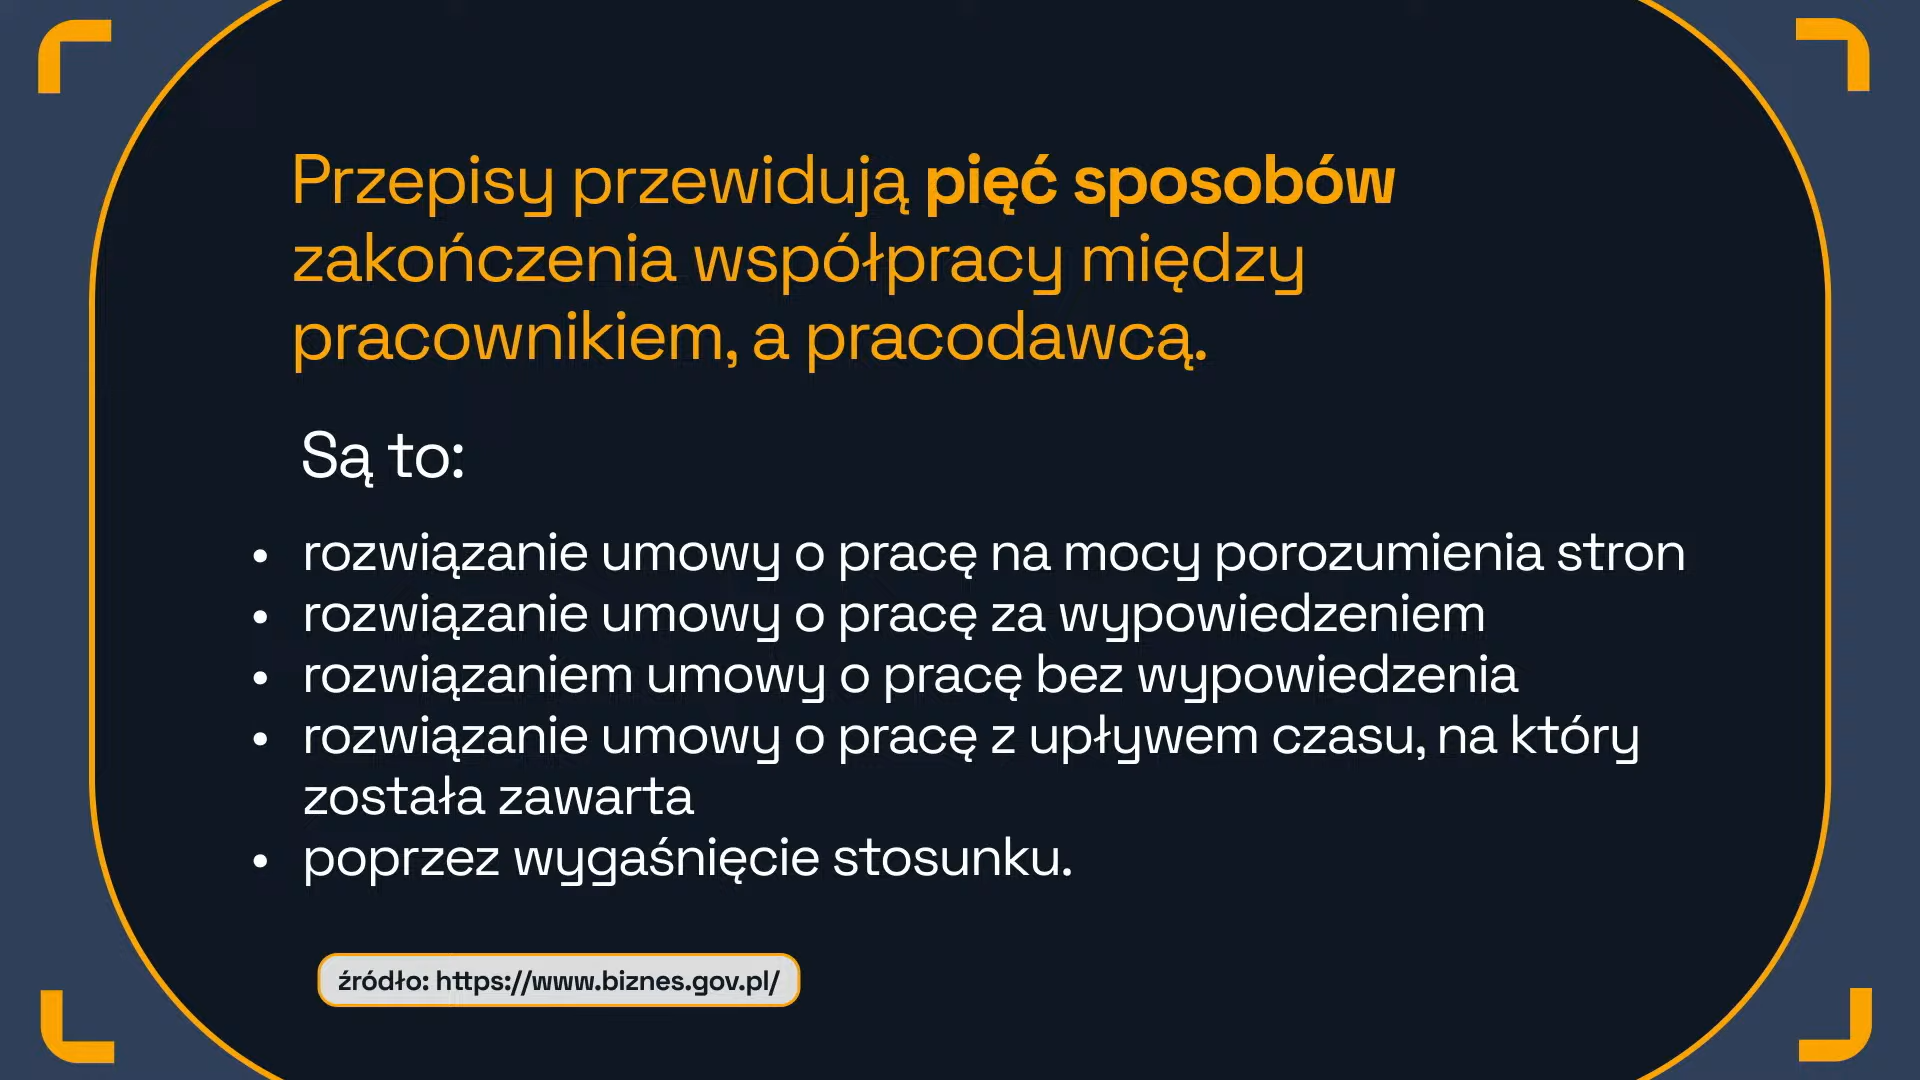 Przepisy przewidują pięć sposobów
zakończenia współpracy między
pracownikiem, a pracodawcą.
Są to:
• rozwiązanie umowy o pracę na mocy porozumienia stron
• rozwiązanie umowy o pracę za wypowiedzeniem
• rozwiązaniem umowy o pracę bez wypowiedzenia
• rozwiązanie umowy o pracę z upływem czasu, na który
została zawarta
• poprzez wygaśnięcie stosunku.
źródło: https://www.biznes.gov.pl/